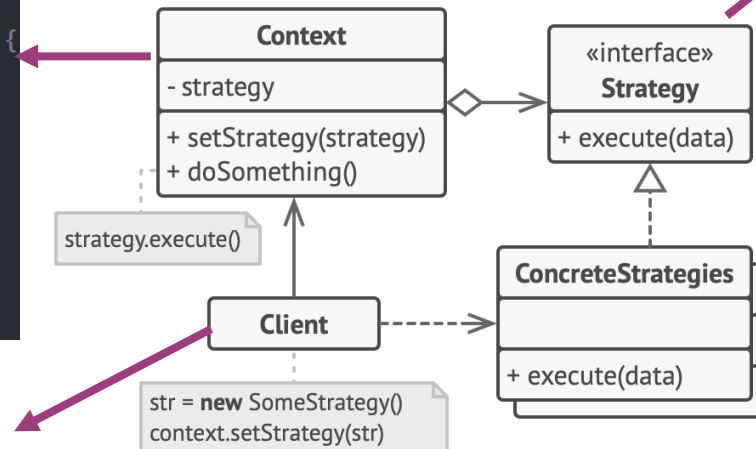 {
Context
- strategy
+ setStrategy(strategy)
+ doSomething()
strategy.execute()
«interface»
Strategy
+ execute(data)
ConcreteStrategies
+ execute(data)
Client
str = new SomeStrategy()
context.setStrategy(str)